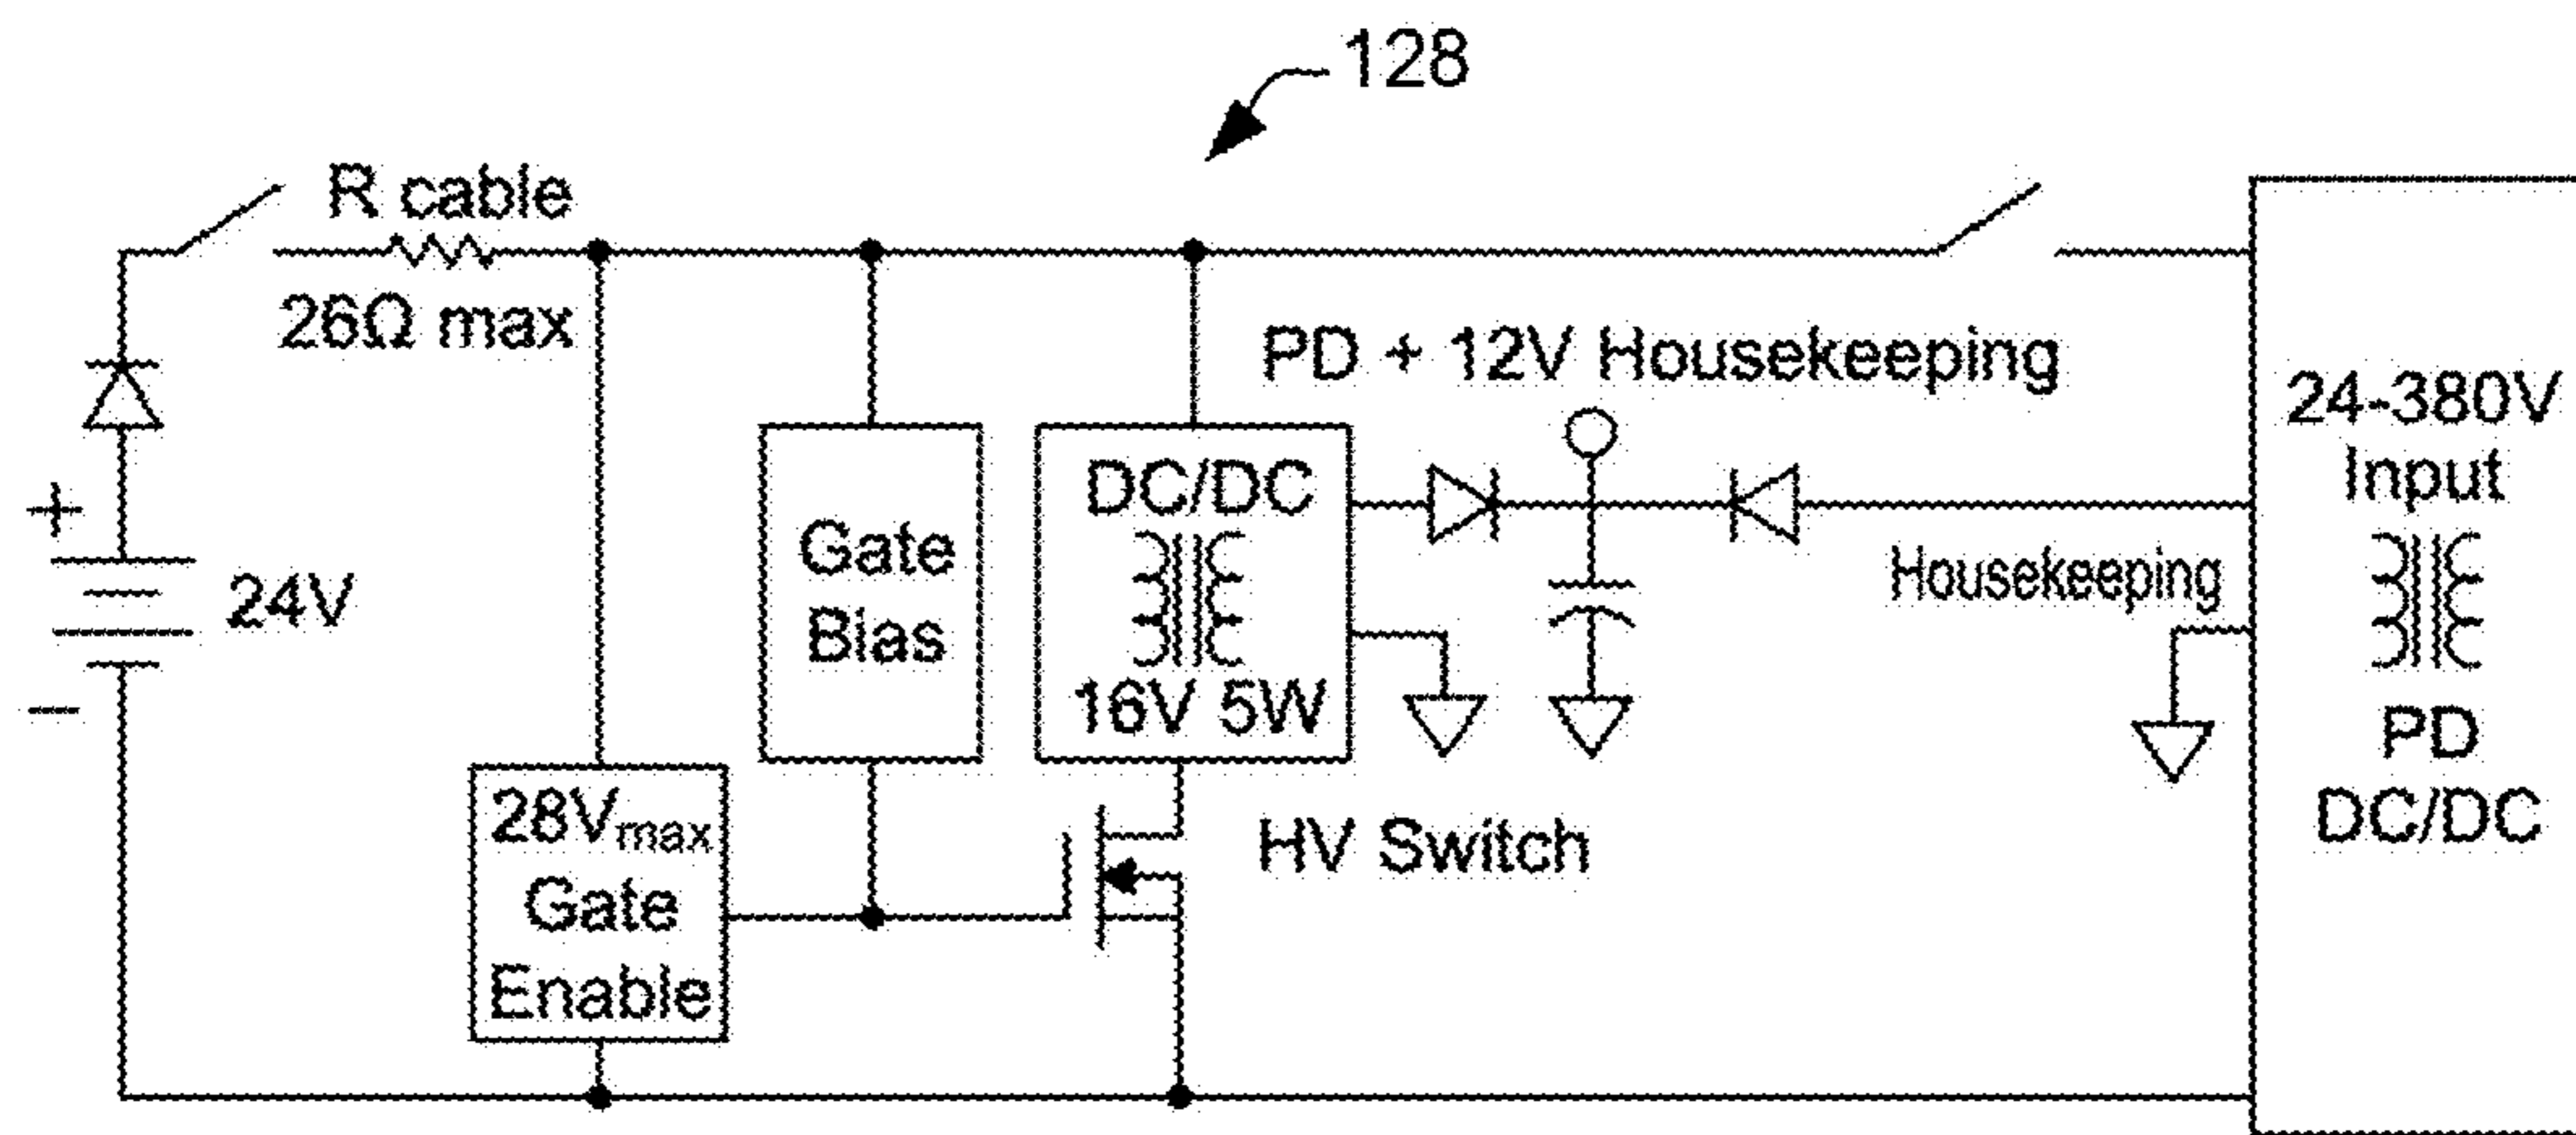 128
R cable
26Ω max
+
24V
–
28Vmax
Gate
Enable
Gate
Bias
DC/DC
16V 5W
PD + 12V Housekeeping
HV Switch
Housekeeping
24-380V
Input
PD
DC/DC